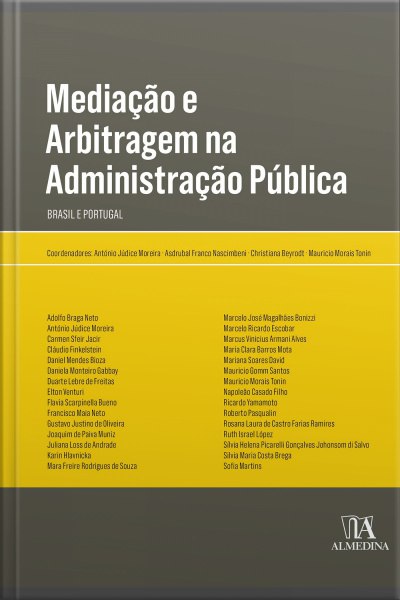 Mediação e
Arbitragem na
Administração Pública
BRASIL E PORTUGAL
Coordenadores: António Júdice Moreira · Asdrubal Franco Nascimbeni · Christiana Beyrodt · Mauricio Morais Tonin
Adolfo Braga Neto
António Júdice Moreira
Carmen Sfeir Jacir
Cláudio Finkelstein
Daniel Mendes Bioza
Daniela Monteiro Gabbay
Duarte Lebre de Freitas
Elton Venturi
Flavia Scarpinella Bueno
Francisco Maia Neto
Gustavo Justino de Oliveira
Joaquim de Paiva Muniz
Juliana Loss de Andrade
Karin Hlavnicka
Mara Freire Rodrigues de Souza
Marcelo José Magalhães Bonizzi
Marcelo Ricardo Escobar
Marcus Vinicius Armani Alves
Maria Clara Barros Mota
Mariana Soares David
Mauricio Gomm Santos
Mauricio Morais Tonin
Napoleão Casado Filho
Ricardo Yamamoto
Roberto Pasqualin
Rosana Laura de Castro Farias Ramires
Ruth Israel López
Silvia Helena Picarelli Gonçalves Johonsom di Salvo
Silvia Maria Costa Brega
Sofia Martins
ALMEDINA